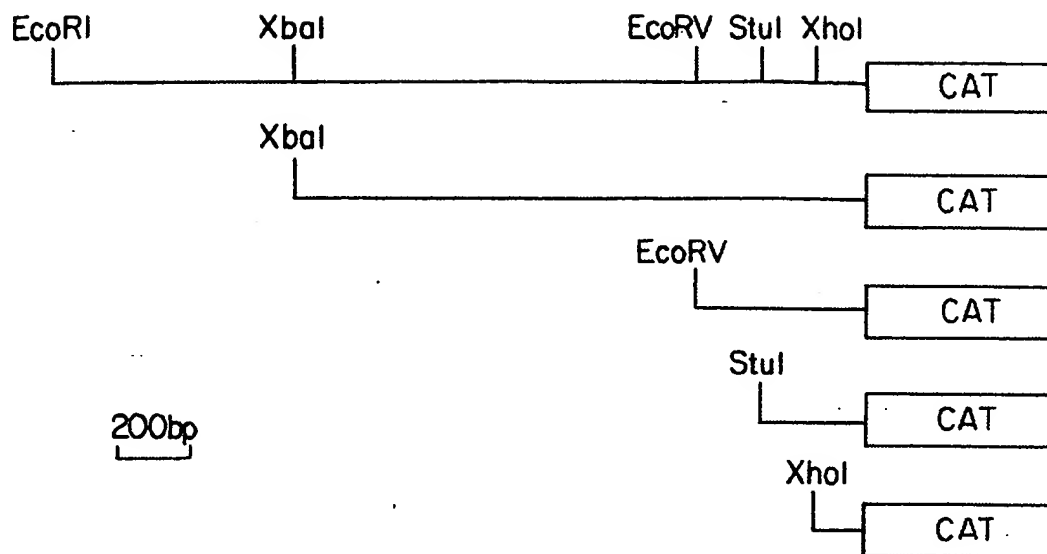 EcoRI XbaI EcoRV StuI XhoI
CAT
XbaI
CAT
EcoRV
CAT
StuI
200bp
CAT
XhoI
CAT